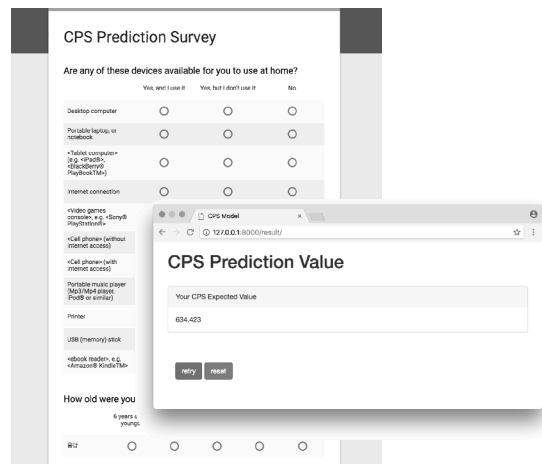 CPS Prediction Survey
Are any of these devices available for you to use at home?
Yes, and I use it Yes, but I don't use it No
Desktop computer
Portable laptop, or
notebook
<Tablet computer>
(e.g. <iPad®>,
<BlackBerry®
PlayBookTM>)
Internet connection
<Video games
console>, e.g. <Sony®
PlayStation®>
<Cell phone> (without
Internet access)
<Cell phone> (with
Internet access)
Portable music player
(Mp3/Mp4 player,
iPod® or similar)
Printer
USB (memory) stick
<ebook reader>, e.g.
<Amazon® KindleTM>
How old were you
6 years
young
응답
CPS Model
127.0.0.1:8000/result/
CPS Prediction Value
Your CPS Expected Value
634.423
retry reset